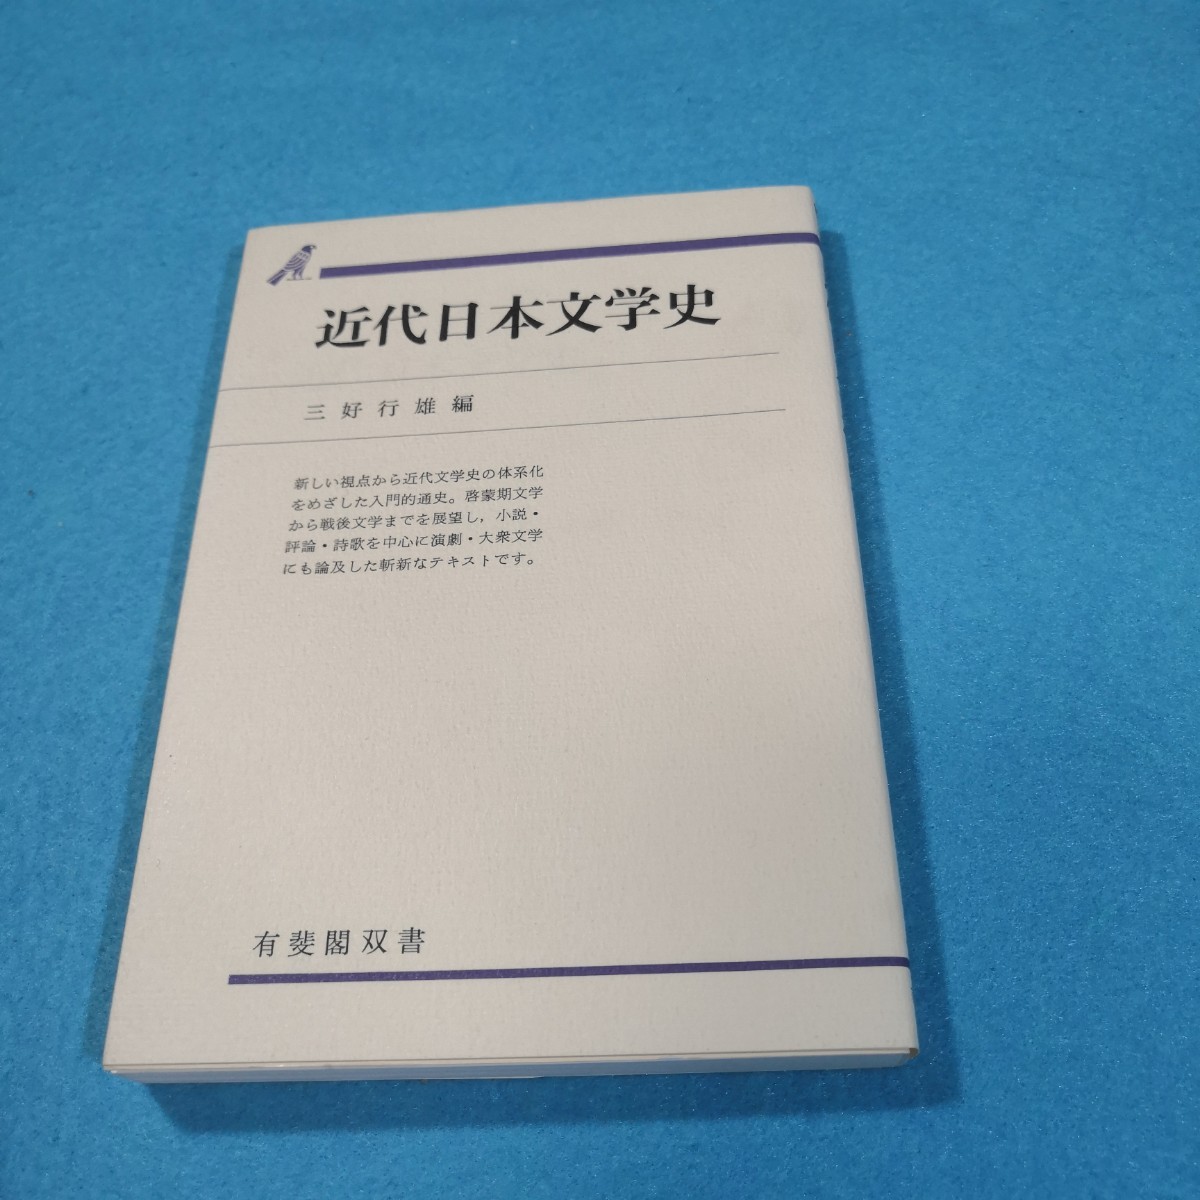 近代日本文学史
三好行雄編
新しい視点から近代文学史の体系化
をめざした入門的通史。啓蒙期文学
から戦後文学までを展望し，小説・
評論・詩歌を中心に演劇・大衆文学
にも論及した斬新なテキストです。
有斐閣双書